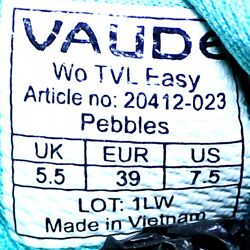 VAUDE
Wo TVL Easy
Article no: 20412-023
Pebbles
UK EUR US
5.5 39 7.5
LOT: 1LW
Made in Vietnam